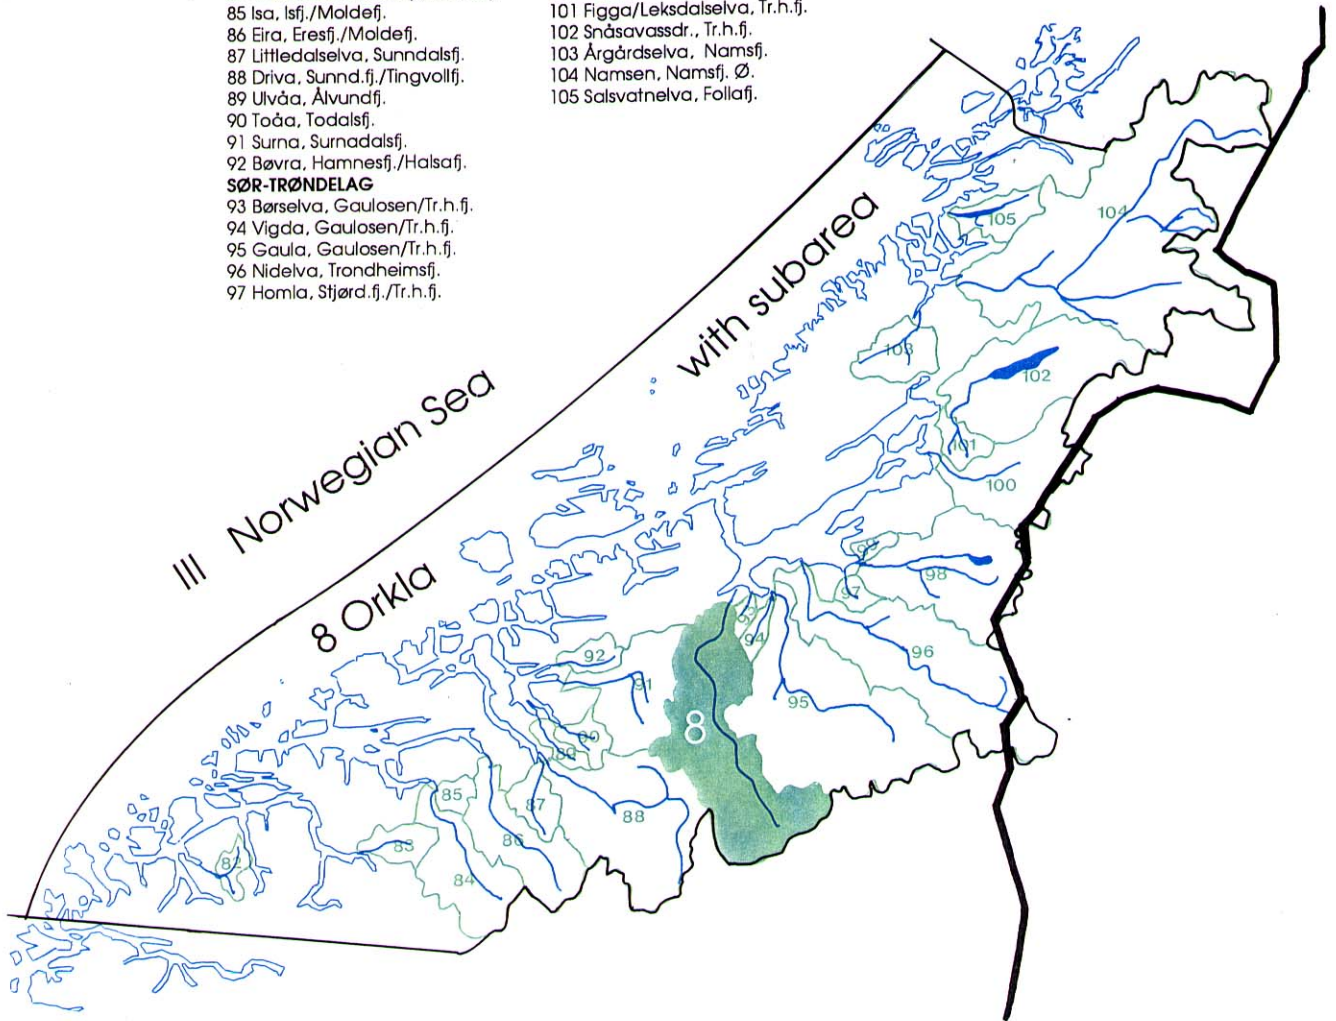 85 Isa, Isfj./Moldefj.
86 Eira, Eresfj./Moldefj.
87 Littledalselva, Sunndalsfj.
88 Driva, Sunnd.fj./Tingvollfj.
89 Ulvåa, Ålvundfj.
90 Toåa, Todalsfj.
91 Surna, Surnadalsfj.
92 Bøvra, Hamnesfj./Halsafj.
SØR-TRØNDELAG
93 Børselva, Gaulosen/Tr.h.fj.
94 Vigda, Gaulosen/Tr.h.fj.
95 Gaula, Gaulosen/Tr.h.fj.
96 Nidelva, Trondheimsfj.
97 Homla, Stjørd.fj./Tr.h.fj.
101 Figga/Leksdalselva, Tr.h.fj.
102 Snåsavassdr., Tr.h.fj.
103 Årgårdselva, Namsfj.
104 Namsen, Namsfj. Ø.
105 Salsvatnelva, Follafj.
III Norwegian Sea
with subarea
8 Orkla
104
105
103
102
101
100
99
98
97
93
94
96
92
91
95
8
90
89
85
87
88
86
83
82
84